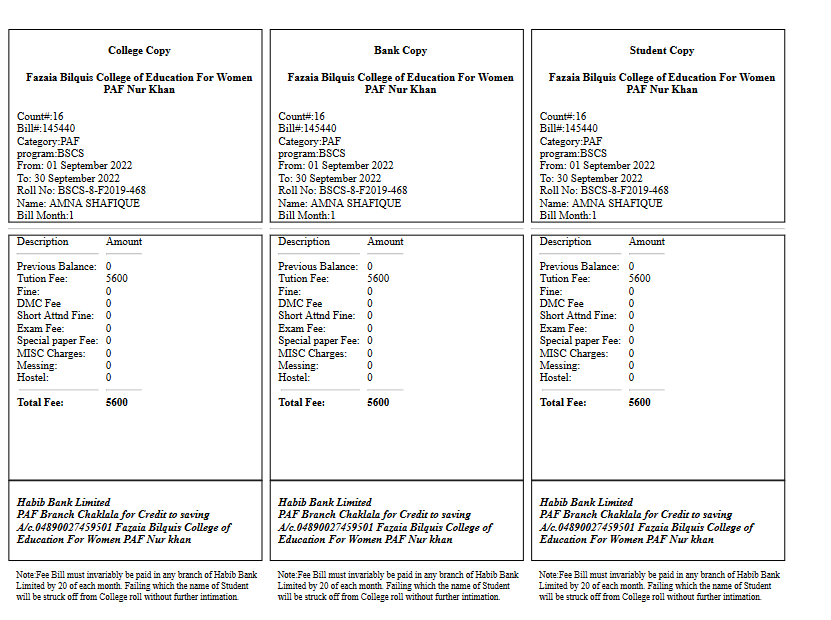 College Copy
Fazaia Bilquis College of Education For Women
PAF Nur Khan
Count#:16
Bill#:145440
Category:PAF
program:BSCS
From: 01 September 2022
To: 30 September 2022
Roll No: BSCS-8-F2019-468
Name: AMNA SHAFIQUE
Bill Month:1
Description Amount
Previous Balance: 0
Tution Fee: 5600
Fine: 0
DMC Fee 0
Short Attnd Fine: 0
Exam Fee: 0
Special paper Fee: 0
MISC Charges: 0
Messing: 0
Hostel: 0
Total Fee: 5600
Habib Bank Limited
PAF Branch Chaklala for Credit to saving
A/c.04890027459501 Fazaia Bilquis College of
Education For Women PAF Nur khan
Note:Fee Bill must invariably be paid in any branch of Habib Bank
Limited by 20 of each month. Failing which the name of Student
will be struck off from College roll without further intimation.
Bank Copy
Fazaia Bilquis College of Education For Women
PAF Nur Khan
Count#:16
Bill#:145440
Category:PAF
program:BSCS
From: 01 September 2022
To: 30 September 2022
Roll No: BSCS-8-F2019-468
Name: AMNA SHAFIQUE
Bill Month:1
Description Amount
Previous Balance: 0
Tution Fee: 5600
Fine: 0
DMC Fee 0
Short Attnd Fine: 0
Exam Fee: 0
Special paper Fee: 0
MISC Charges: 0
Messing: 0
Hostel: 0
Total Fee: 5600
Habib Bank Limited
PAF Branch Chaklala for Credit to saving
A/c.04890027459501 Fazaia Bilquis College of
Education For Women PAF Nur khan
Note:Fee Bill must invariably be paid in any branch of Habib Bank
Limited by 20 of each month. Failing which the name of Student
will be struck off from College roll without further intimation.
Student Copy
Fazaia Bilquis College of Education For Women
PAF Nur Khan
Count#:16
Bill#:145440
Category:PAF
program:BSCS
From: 01 September 2022
To: 30 September 2022
Roll No: BSCS-8-F2019-468
Name: AMNA SHAFIQUE
Bill Month:1
Description Amount
Previous Balance: 0
Tution Fee: 5600
Fine: 0
DMC Fee 0
Short Attnd Fine: 0
Exam Fee: 0
Special paper Fee: 0
MISC Charges: 0
Messing: 0
Hostel: 0
Total Fee: 5600
Habib Bank Limited
PAF Branch Chaklala for Credit to saving
A/c.04890027459501 Fazaia Bilquis College of
Education For Women PAF Nur khan
Note:Fee Bill must invariably be paid in any branch of Habib Bank
Limited by 20 of each month. Failing which the name of Student
will be struck off from College roll without further intimation.